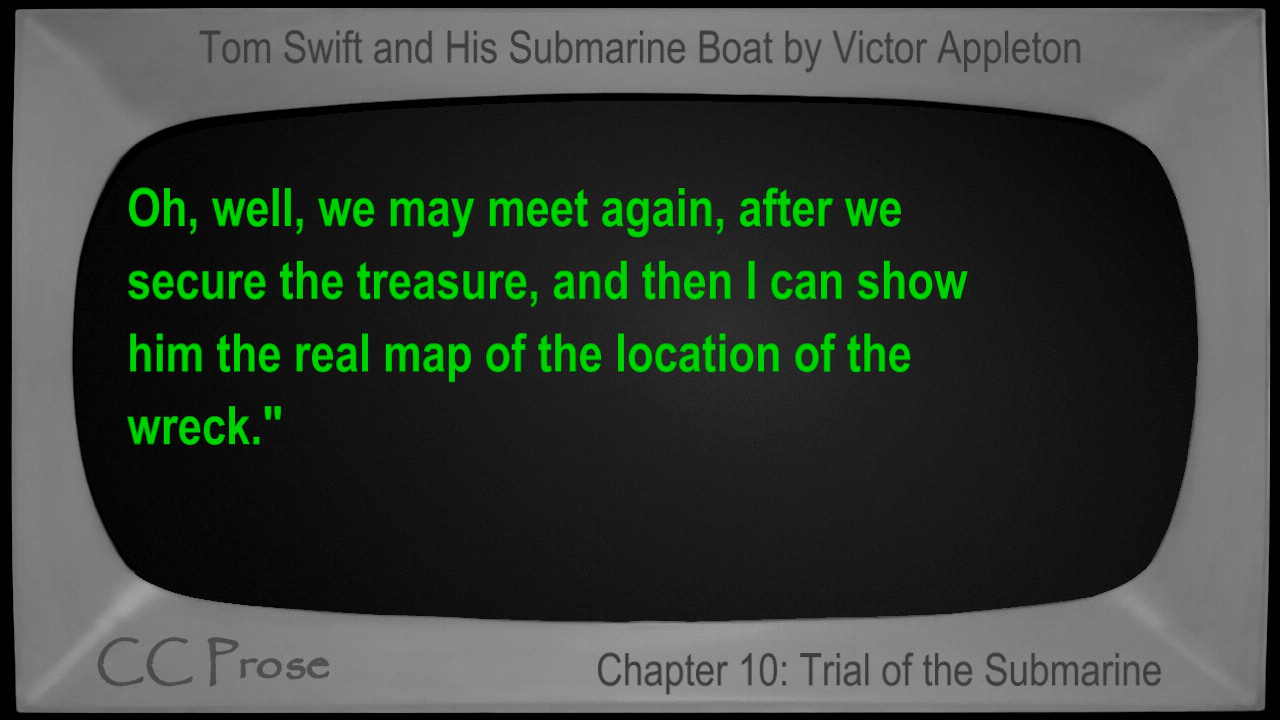 Tom Swift and His Submarine Boat by Victor Appleton
Oh, well, we may meet again, after we
secure the treasure, and then I can show
him the real map of the location of the
wreck."
CC Prose
Chapter 10: Trial of the Submarine